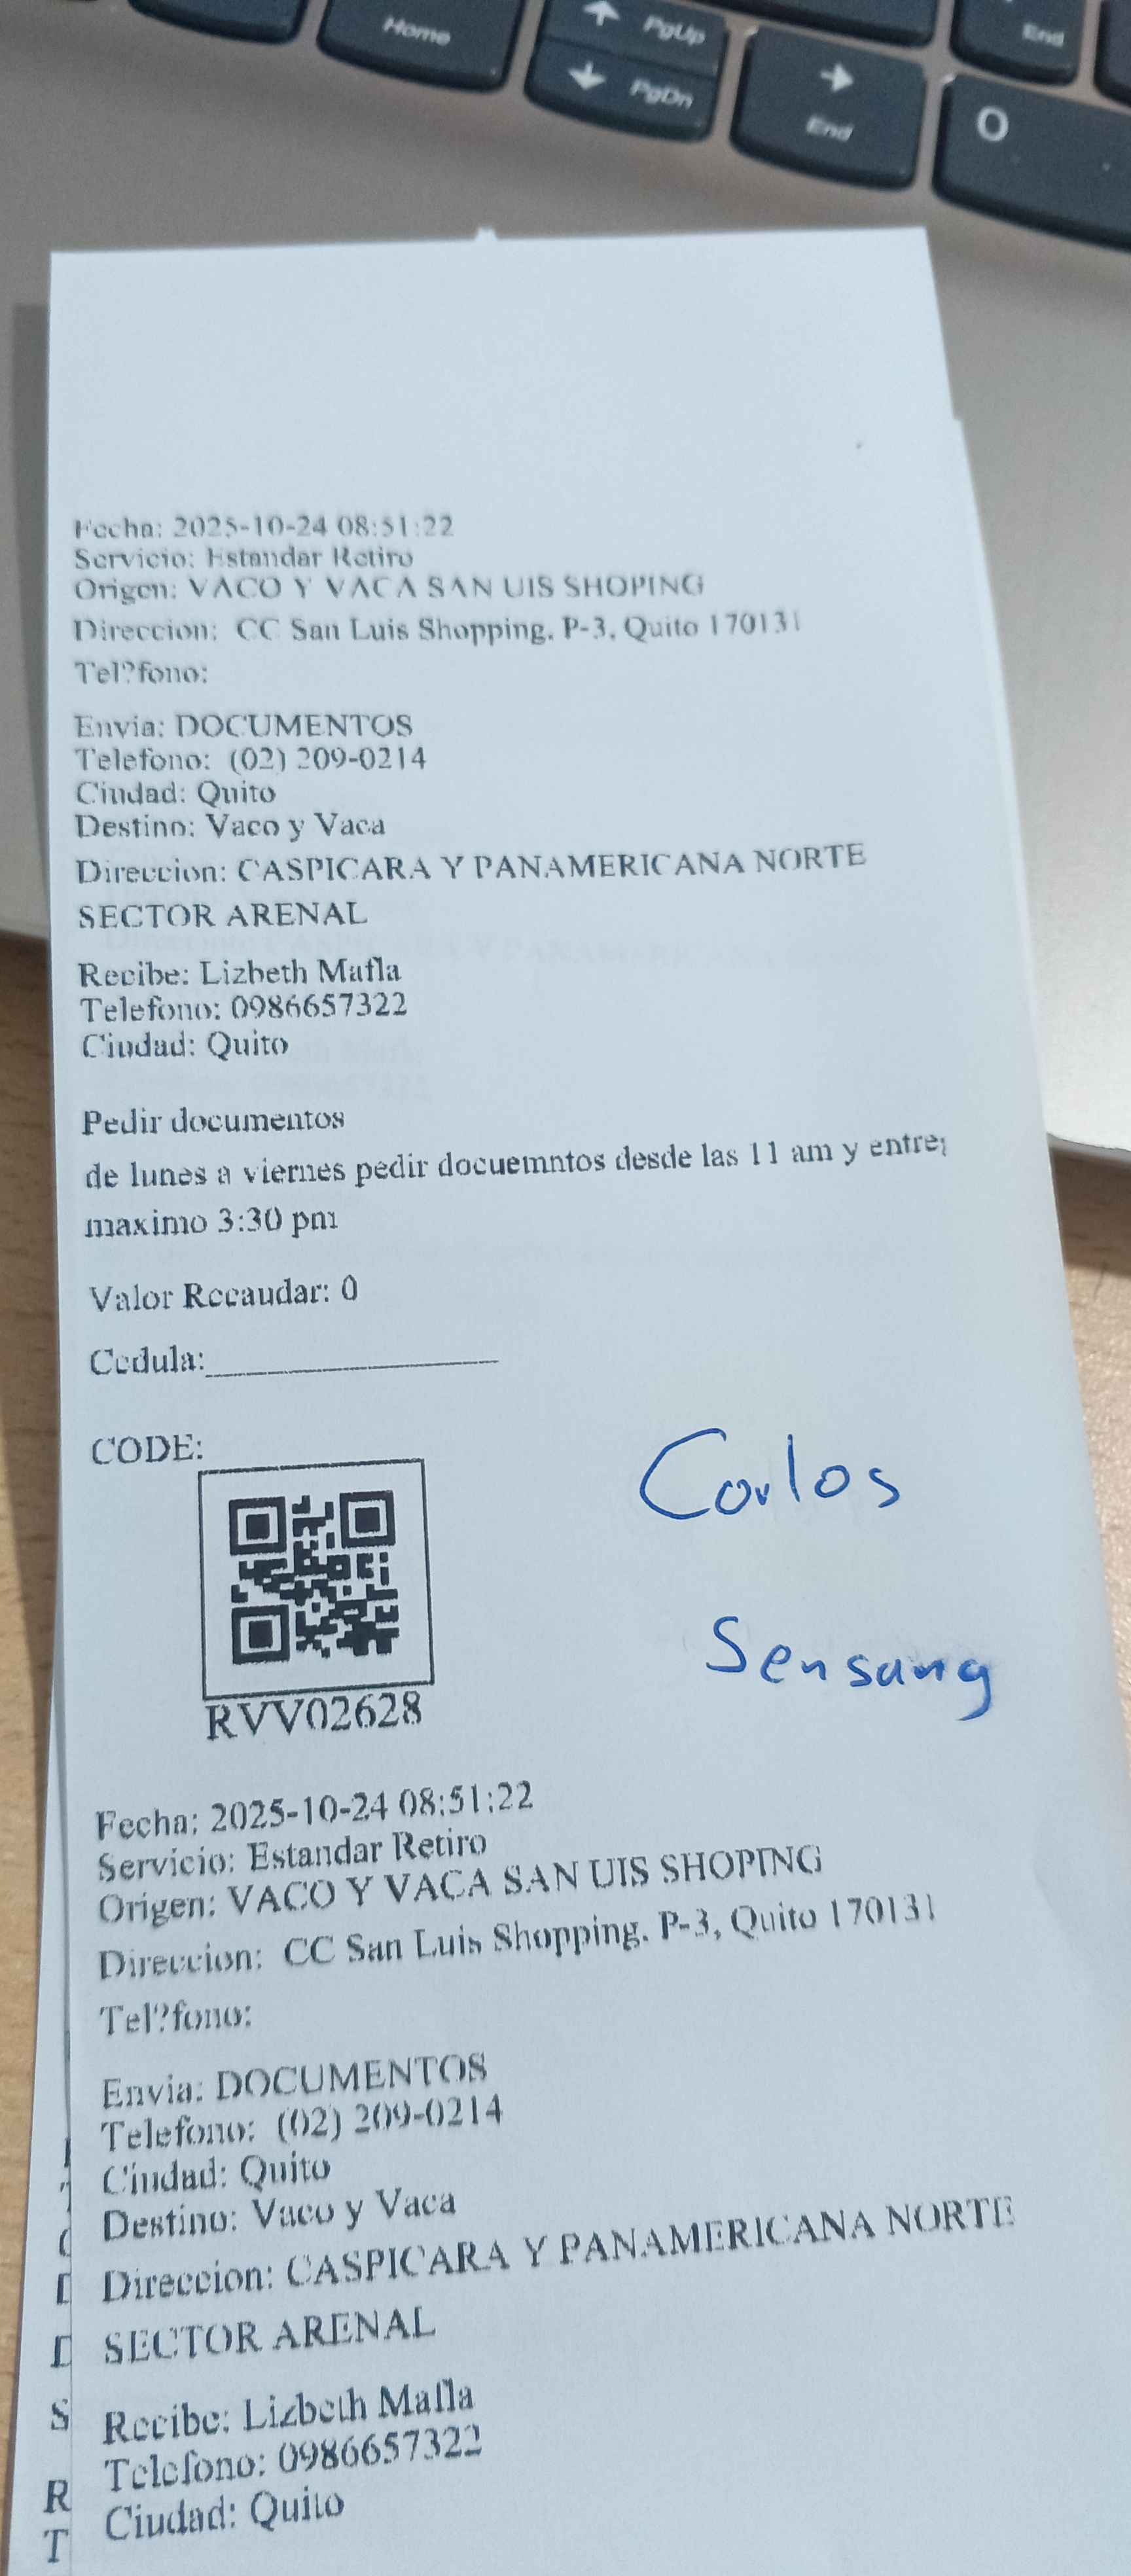 Home
PgUp
PgDn
End
End
O
Fecha: 2025-10-24 08:51:22
Servicio: Estandar Retiro
Origen: VACO Y VACA SAN UIS SHOPING
Direccion: CC San Luis Shopping, P-3, Quito 170131
Tel?fono:
Envia: DOCUMENTOS
Telefono: (02) 209-0214
Ciudad: Quito
Destino: Vaco y Vaca
Direccion: CASPICARA Y PANAMERICANA NORTE
SECTOR ARENAL
Recibe: Lizbeth Mafla
Telefono: 0986657322
Ciudad: Quito
Pedir documentos
de lunes a viernes pedir docuemntos desde las 11 am y entre
maximo 3:30 pm
Valor Recaudar: 0
Cedula:
CODE:
Carlos
Sensang
RVV02628
Fecha: 2025-10-24 08:51:22
Servicio: Estandar Retiro
Origen: VACO Y VACA SAN UIS SHOPING
Direccion: CC San Luis Shopping, P-3, Quito 170131
Tel?fono:
Envia: DOCUMENTOS
Telefono: (02) 209-0214
Ciudad: Quito
Destino: Vaco y Vaca
Direccion: CASPICARA Y PANAMERICANA NORTE
SECTOR ARENAL
Recibe: Lizbeth Mafla
Telefono: 0986657322
Ciudad: Quito